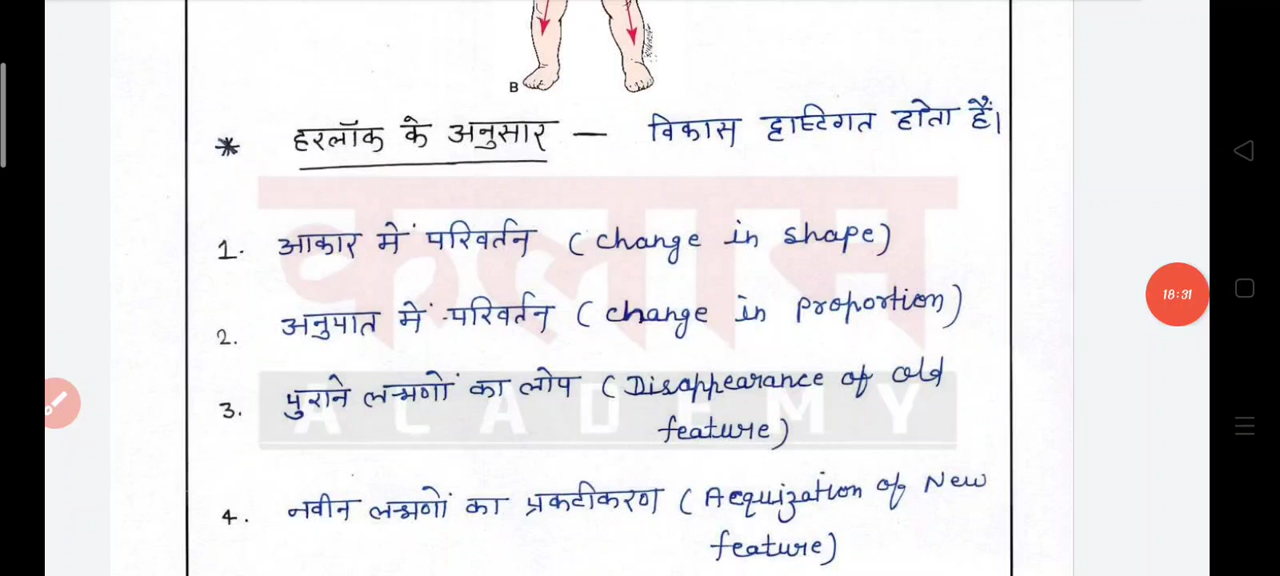 B
* हरलॉक के अनुसार — विकास दृष्टिगत होता हैं।
कलाम
ACADEMY
1. आकार में परिवर्तन (change in shape)
2. अनुपात में परिवर्तन (change in proportion)
3. पुराने लक्षणों का लोप (Disappearance of old
feature)
4. नवीन लक्षणों का प्रकटीकरण (Acquization of New
feature)
18:31